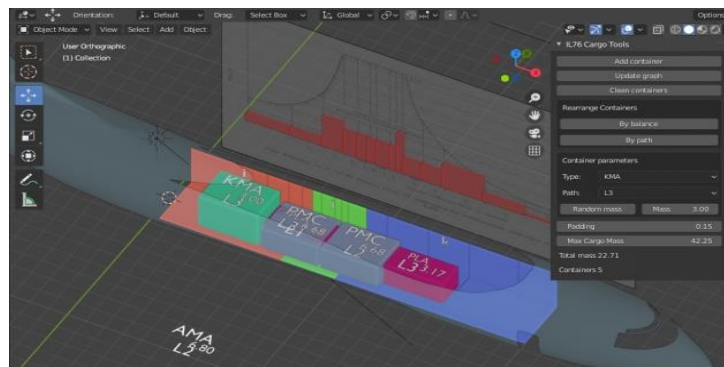 Orientation: Default Drag: Select Box Global Options
Object Mode View Select Add Object
User Orthographic
(1) Collection
IL76 Cargo Tools
Add container
Update graph
Clean containers
Rearrange Containers
By balance
By path
Container parameters
Type: KMA
Path: L3
Random mass Mass 3.00
Padding 0.15
Max Cargo Mass 42.25
Total mass 22.71
Containers 5
KMA
PMC
PMC
L2
PLA
L3 3.17
AMA
L2